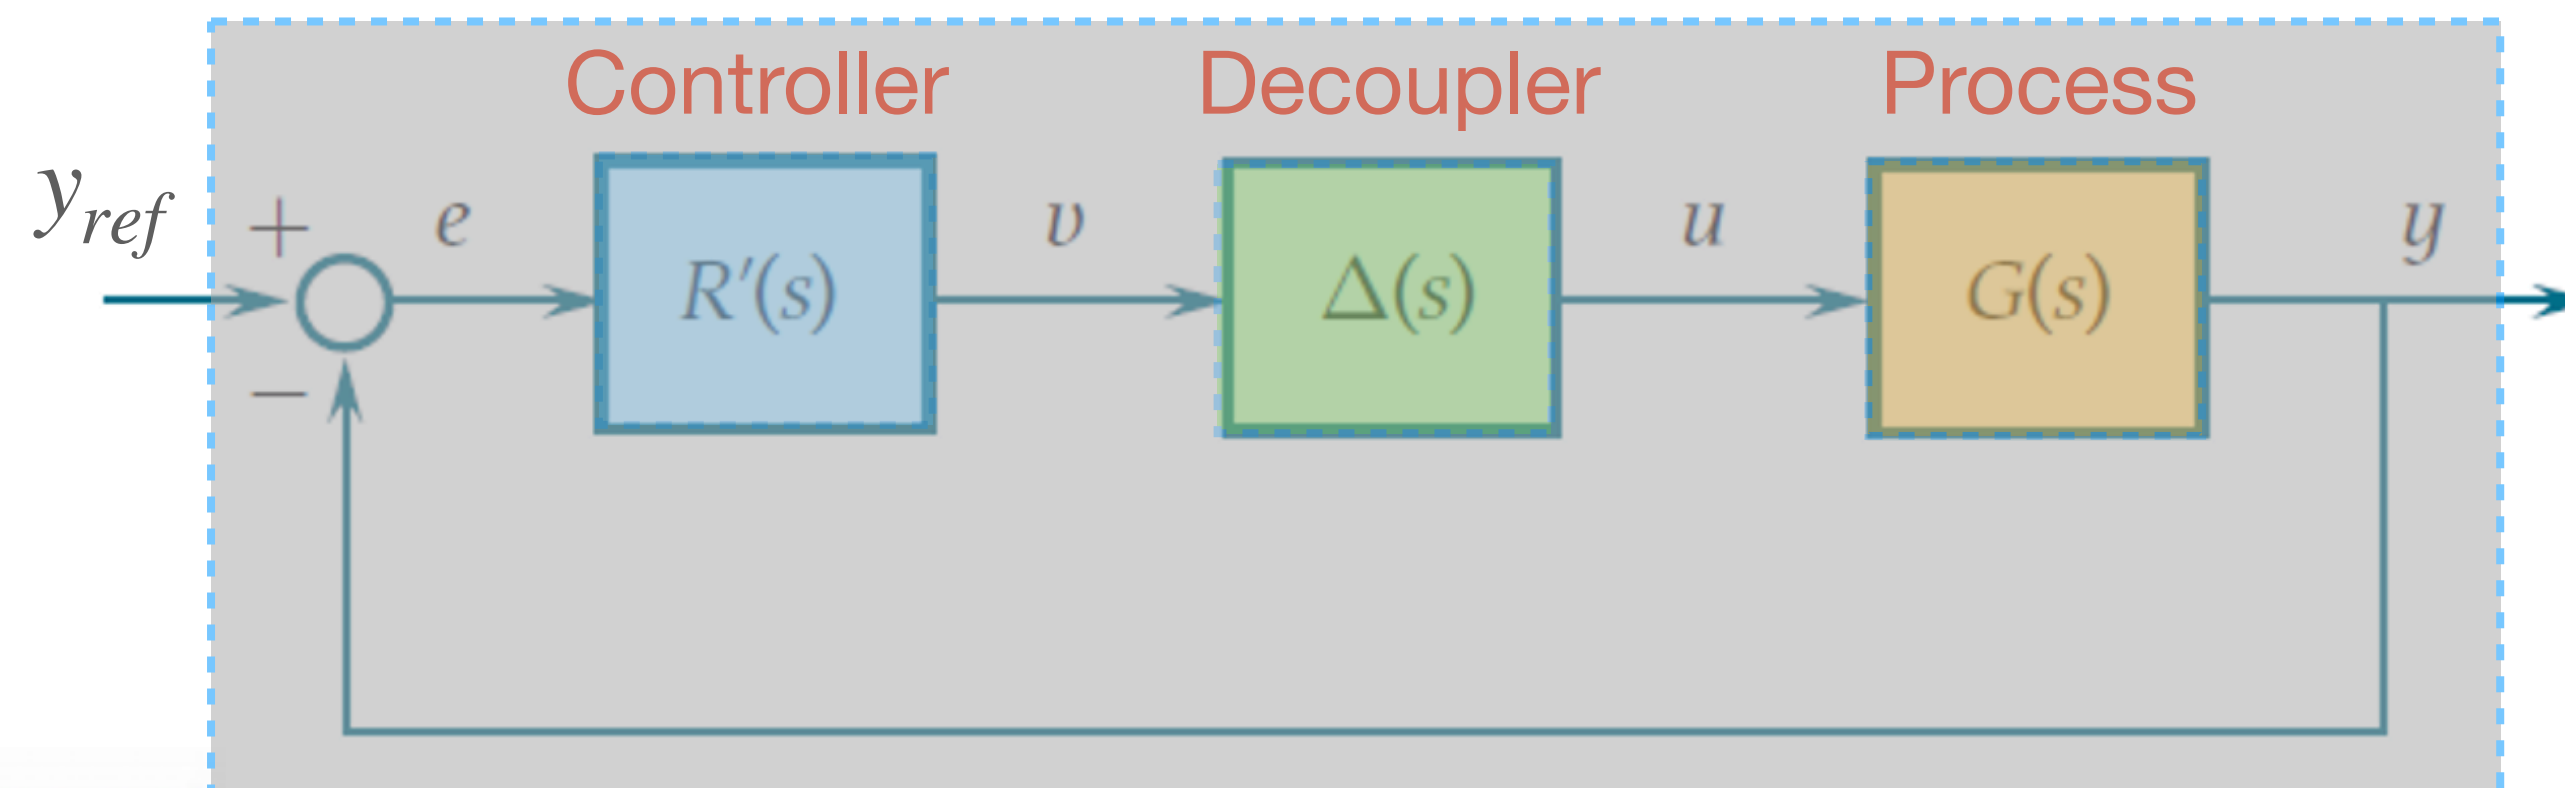 Controller Decoupler Process
y_ref + e v u y
R′(s) Δ(s) G(s)
−